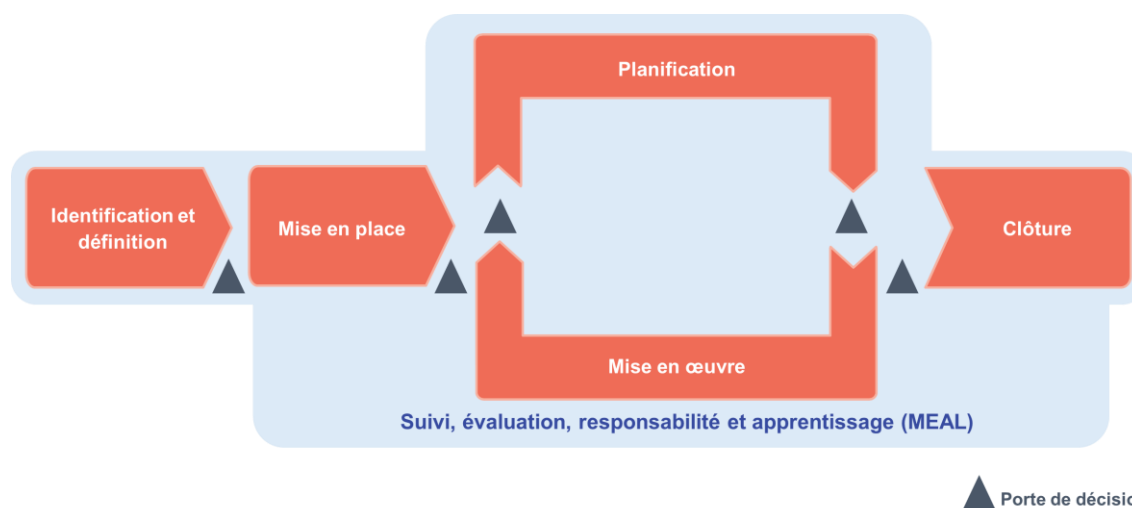 Planification
Identification et
définition
Mise en place
Clôture
Mise en œuvre
Suivi, évaluation, responsabilité et apprentissage (MEAL)
Porte de décisio